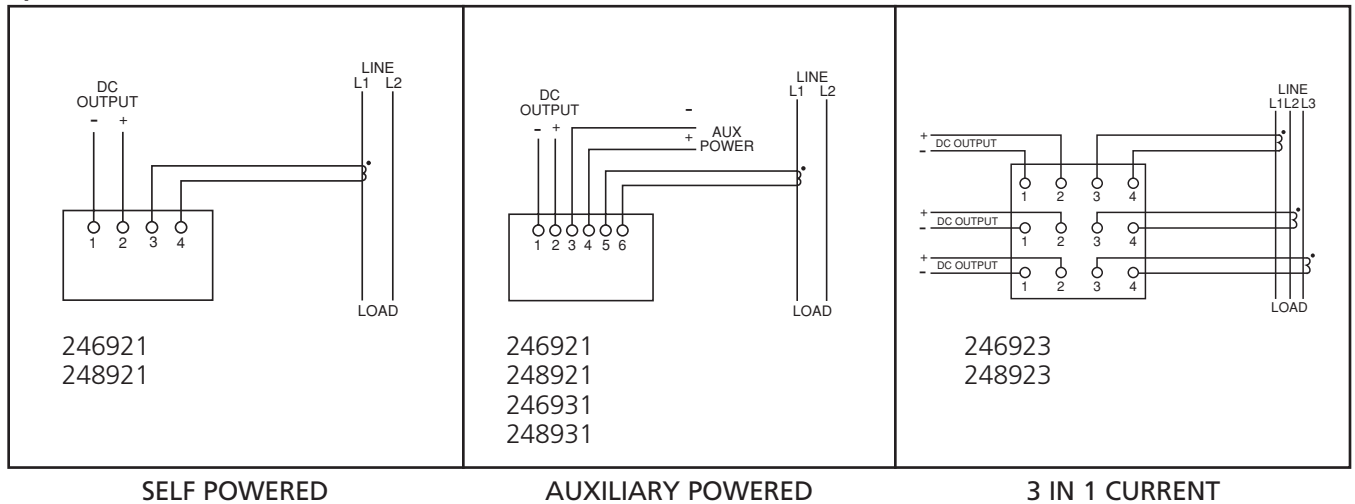 DC
OUTPUT
- +
LINE
L1 L2
1 2 3 4
LOAD
246921
248921
SELF POWERED
DC
OUTPUT
- +
-
+ AUX
POWER
LINE
L1 L2
1 2 3 4 5 6
LOAD
246921
248921
246931
248931
AUXILIARY POWERED
LINE
L1L2L3
+
- DC OUTPUT
1 2 3 4
+
- DC OUTPUT
1 2 3 4
+
- DC OUTPUT
1 2 3 4
LOAD
246923
248923
3 IN 1 CURRENT